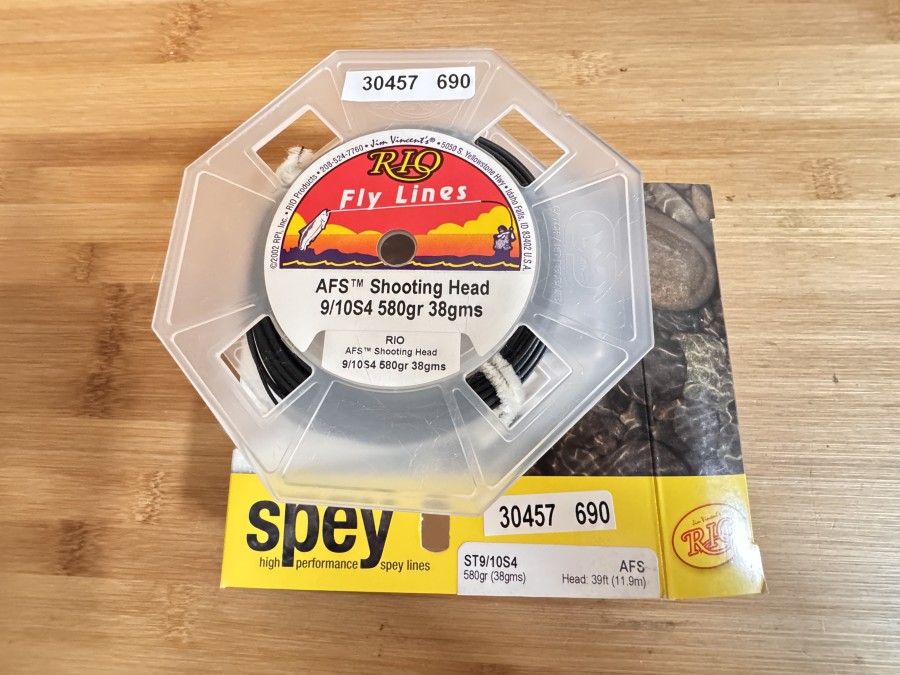 30457 690
©2002 RPI, Inc. • RIO Products • 208-524-7760 • Jim Vincent's® • 5050 S. Yellowstone Hwy • Idaho Falls, ID 83402 U.S.A.
RIO
Fly Lines
AFS™ Shooting Head
9/10S4 580gr 38gms
RIO
AFS™ Shooting Head
9/10S4 580gr 38gms
spey
high performance spey lines
30457 690
ST9/10S4 AFS
580gr (38gms) Head: 39ft (11.9m)
Jim Vincent's
RIO